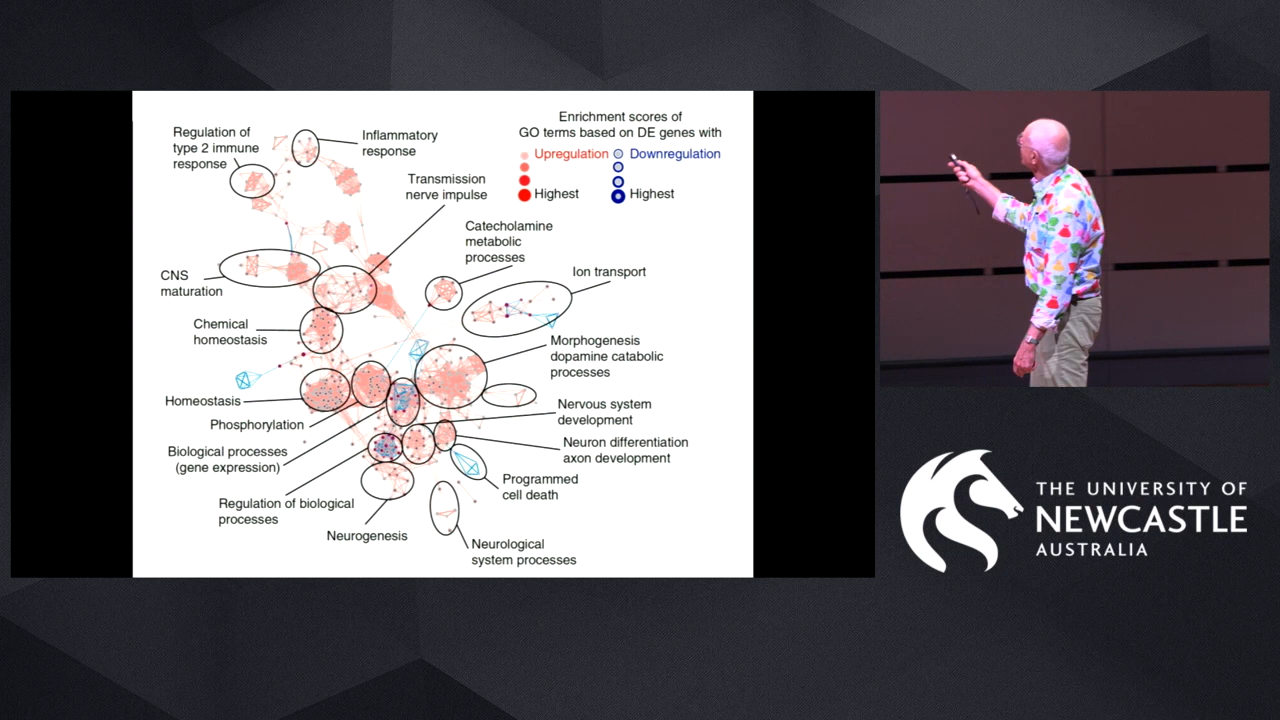 Enrichment scores of
GO terms based on DE genes with
Upregulation
Downregulation
Highest
Highest
Regulation of
type 2 immune
response
Inflammatory
response
Transmission
nerve impulse
Catecholamine
metabolic
processes
Ion transport
CNS
maturation
Chemical
homeostasis
Morphogenesis
dopamine catabolic
processes
Homeostasis
Phosphorylation
Nervous system
development
Biological processes
(gene expression)
Neuron differentiation
axon development
Programmed
cell death
Regulation of biological
processes
Neurogenesis
Neurological
system processes
THE UNIVERSITY OF
NEWCASTLE
AUSTRALIA